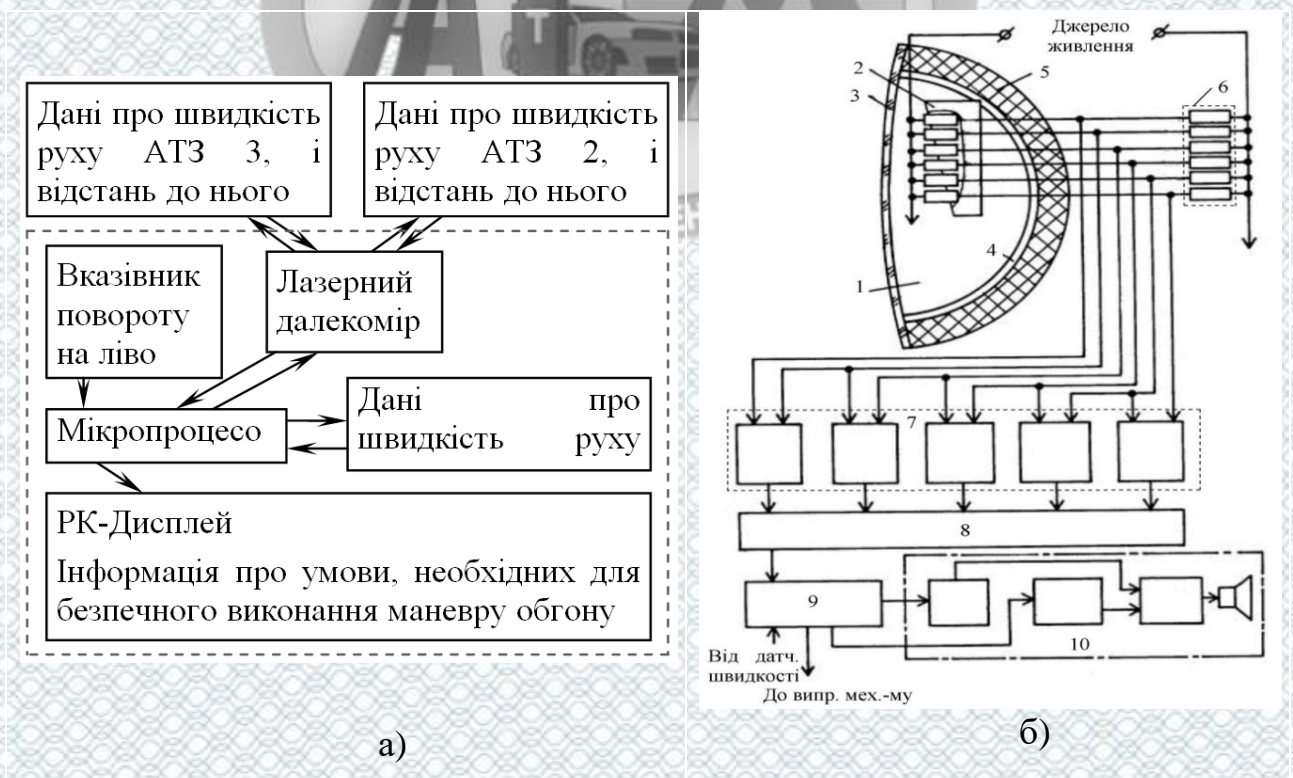 Дані про швидкість
руху АТЗ 3, і
відстань до нього
Дані про швидкість
руху АТЗ 2, і
відстань до нього
Вказівник
повороту
на ліво
Лазерний
далекомір
Мікропроцесо
Дані про
швидкість руху
РК-Дисплей
Інформація про умови, необхідних для
безпечного виконання маневру обгону
а)
Джерело
живлення
2
3
5
6
4
1
7
8
9
10
Від датч.
швидкості
До випр. мех.-му
б)